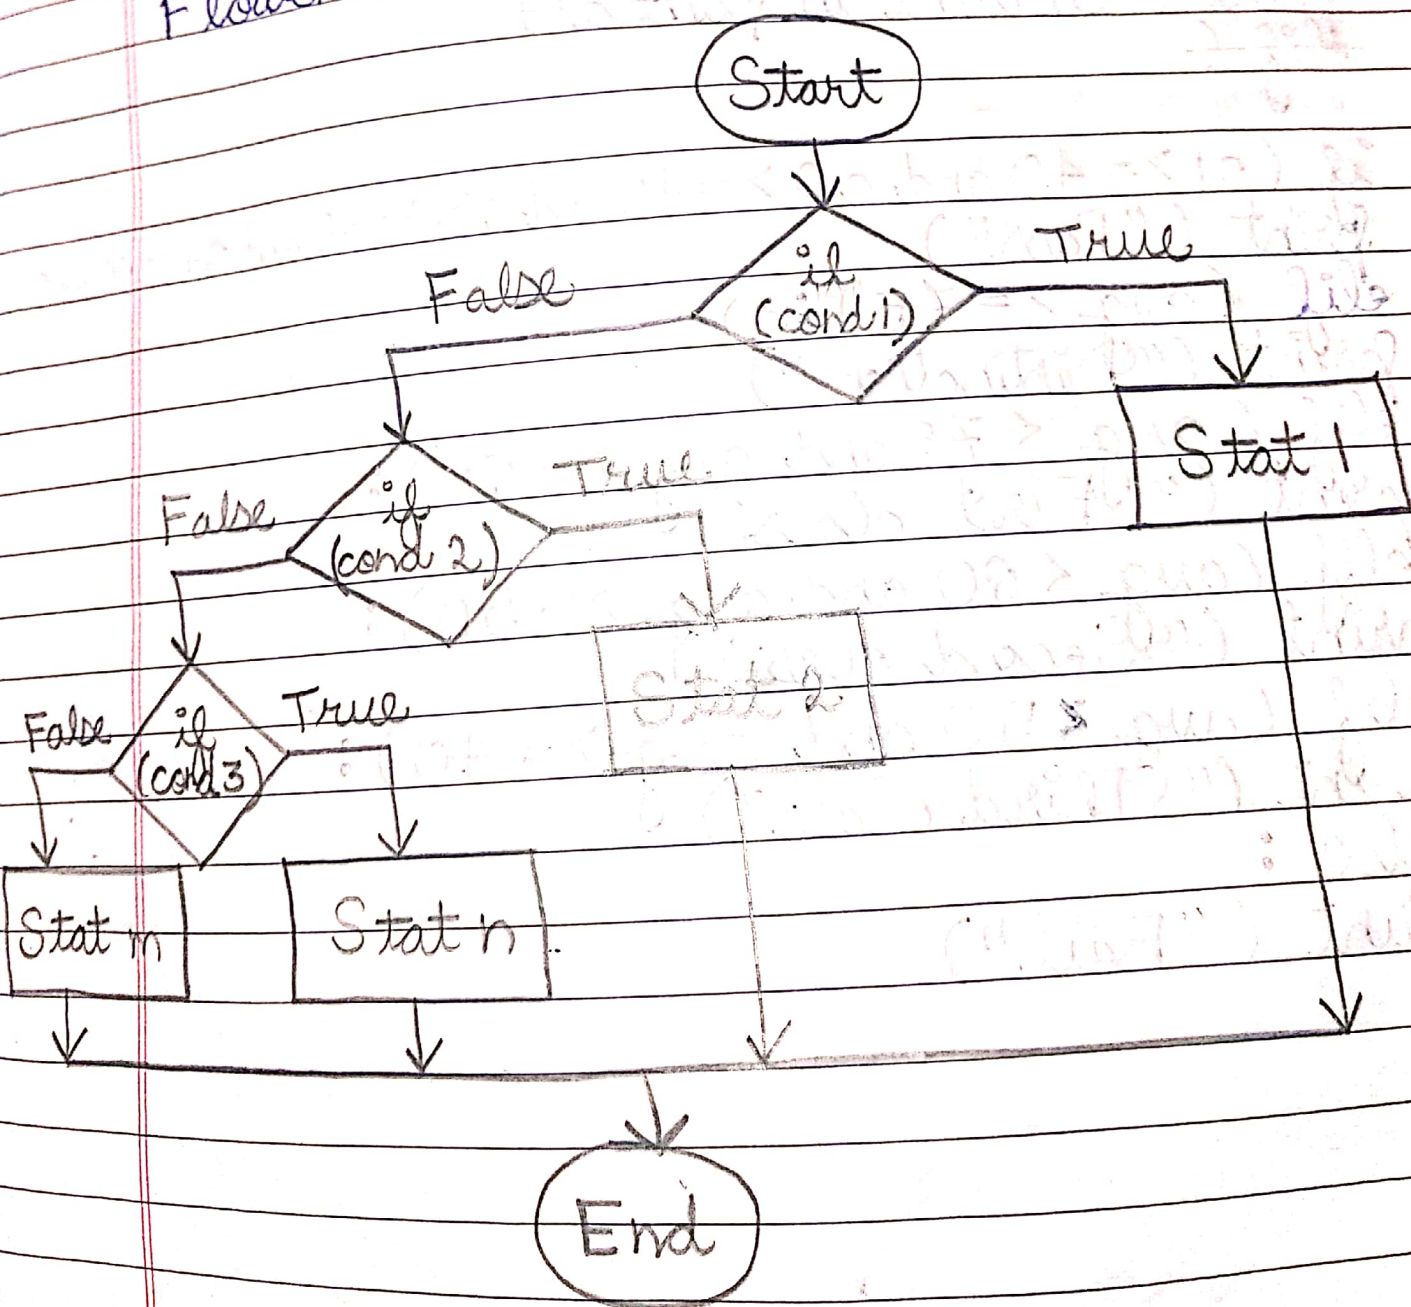 Start
if
(cond 1)
True
False
Stat 1
if
(cond 2)
True
False
Stat 2
if
(cond 3)
True
False
Stat m
Stat n
End